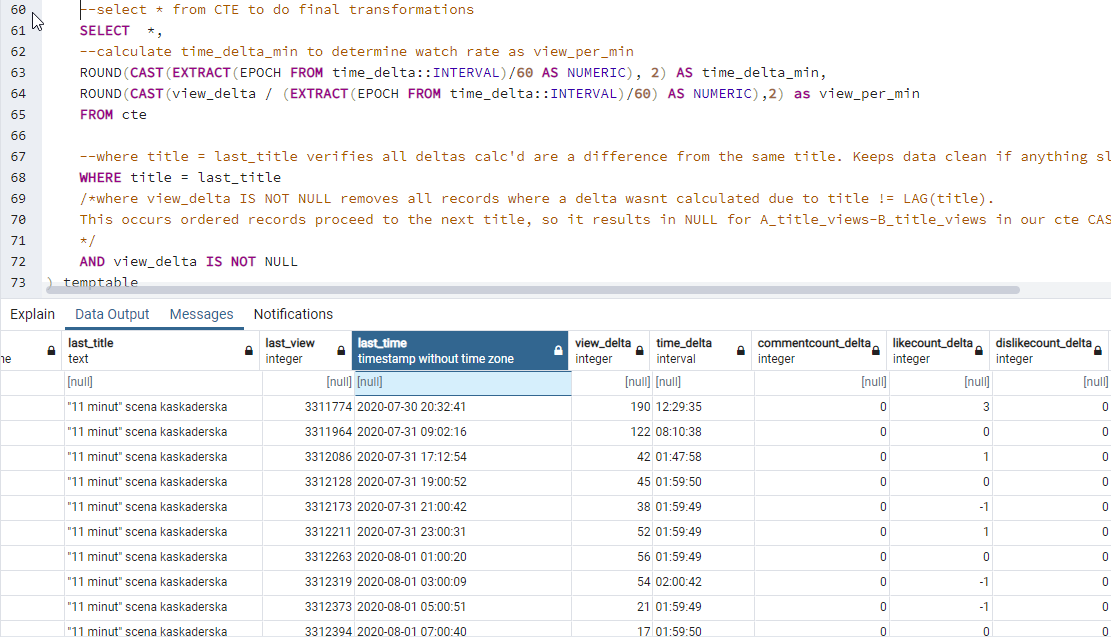 60 --select * from CTE to do final transformations
61 SELECT *,
62 --calculate time_delta_min to determine watch rate as view_per_min
63 ROUND(CAST(EXTRACT(EPOCH FROM time_delta::INTERVAL)/60 AS NUMERIC), 2) AS time_delta_min,
64 ROUND(CAST(view_delta / (EXTRACT(EPOCH FROM time_delta::INTERVAL)/60) AS NUMERIC),2) as view_per_min
65 FROM cte
66
67 --where title = last_title verifies all deltas calc'd are a difference from the same title. Keeps data clean if anything sl
68 WHERE title = last_title
69 /*where view_delta IS NOT NULL removes all records where a delta wasnt calculated due to title != LAG(title).
70 This occurs ordered records proceed to the next title, so it results in NULL for A_title_views-B_title_views in our cte CAS
71 */
72 AND view_delta IS NOT NULL
73 ) temptable
Explain Data Output Messages Notifications
last_title last_view last_time view_delta time_delta commentcount_delta likecount_delta dislikecount_delta
ne text integer timestamp without time zone integer interval integer integer integer
[null] [null] [null] [null] [null] [null] [null] [null]
"11 minut" scena kaskaderska 3311774 2020-07-30 20:32:41 190 12:29:35 0 3 0
"11 minut" scena kaskaderska 3311964 2020-07-31 09:02:16 122 08:10:38 0 0 0
"11 minut" scena kaskaderska 3312086 2020-07-31 17:12:54 42 01:47:58 0 1 0
"11 minut" scena kaskaderska 3312128 2020-07-31 19:00:52 45 01:59:50 0 0 0
"11 minut" scena kaskaderska 3312173 2020-07-31 21:00:42 38 01:59:49 0 -1 0
"11 minut" scena kaskaderska 3312211 2020-07-31 23:00:31 52 01:59:49 0 1 0
"11 minut" scena kaskaderska 3312263 2020-08-01 01:00:20 56 01:59:49 0 0 0
"11 minut" scena kaskaderska 3312319 2020-08-01 03:00:09 54 02:00:42 0 -1 0
"11 minut" scena kaskaderska 3312373 2020-08-01 05:00:51 21 01:59:49 0 -1 0
"11 minut" scena kaskaderska 3312394 2020-08-01 07:00:40 17 01:59:50 0 0 0